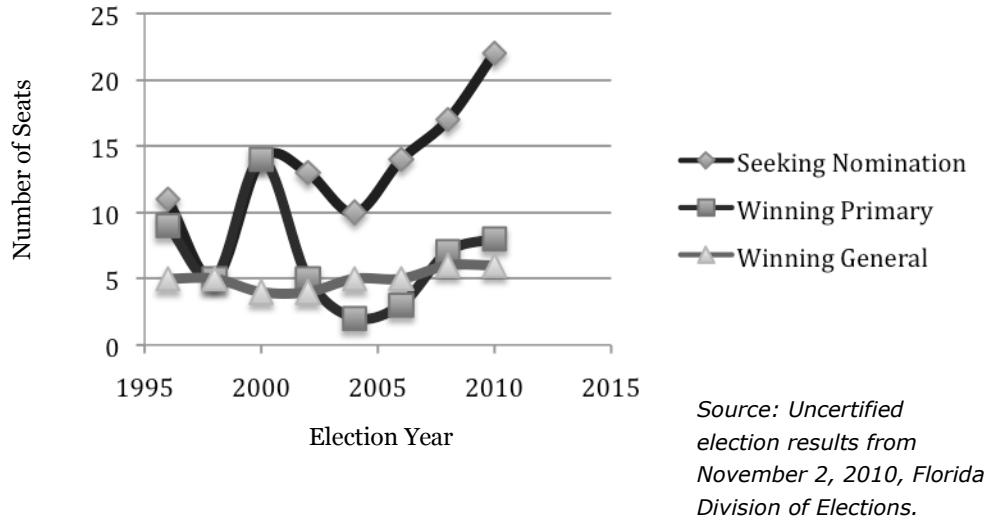 25
20
15
10
5
0
Number of Seats
1995 2000 2005 2010 2015
Election Year
Seeking Nomination
Winning Primary
Winning General
Source: Uncertified
election results from
November 2, 2010, Florida
Division of Elections.